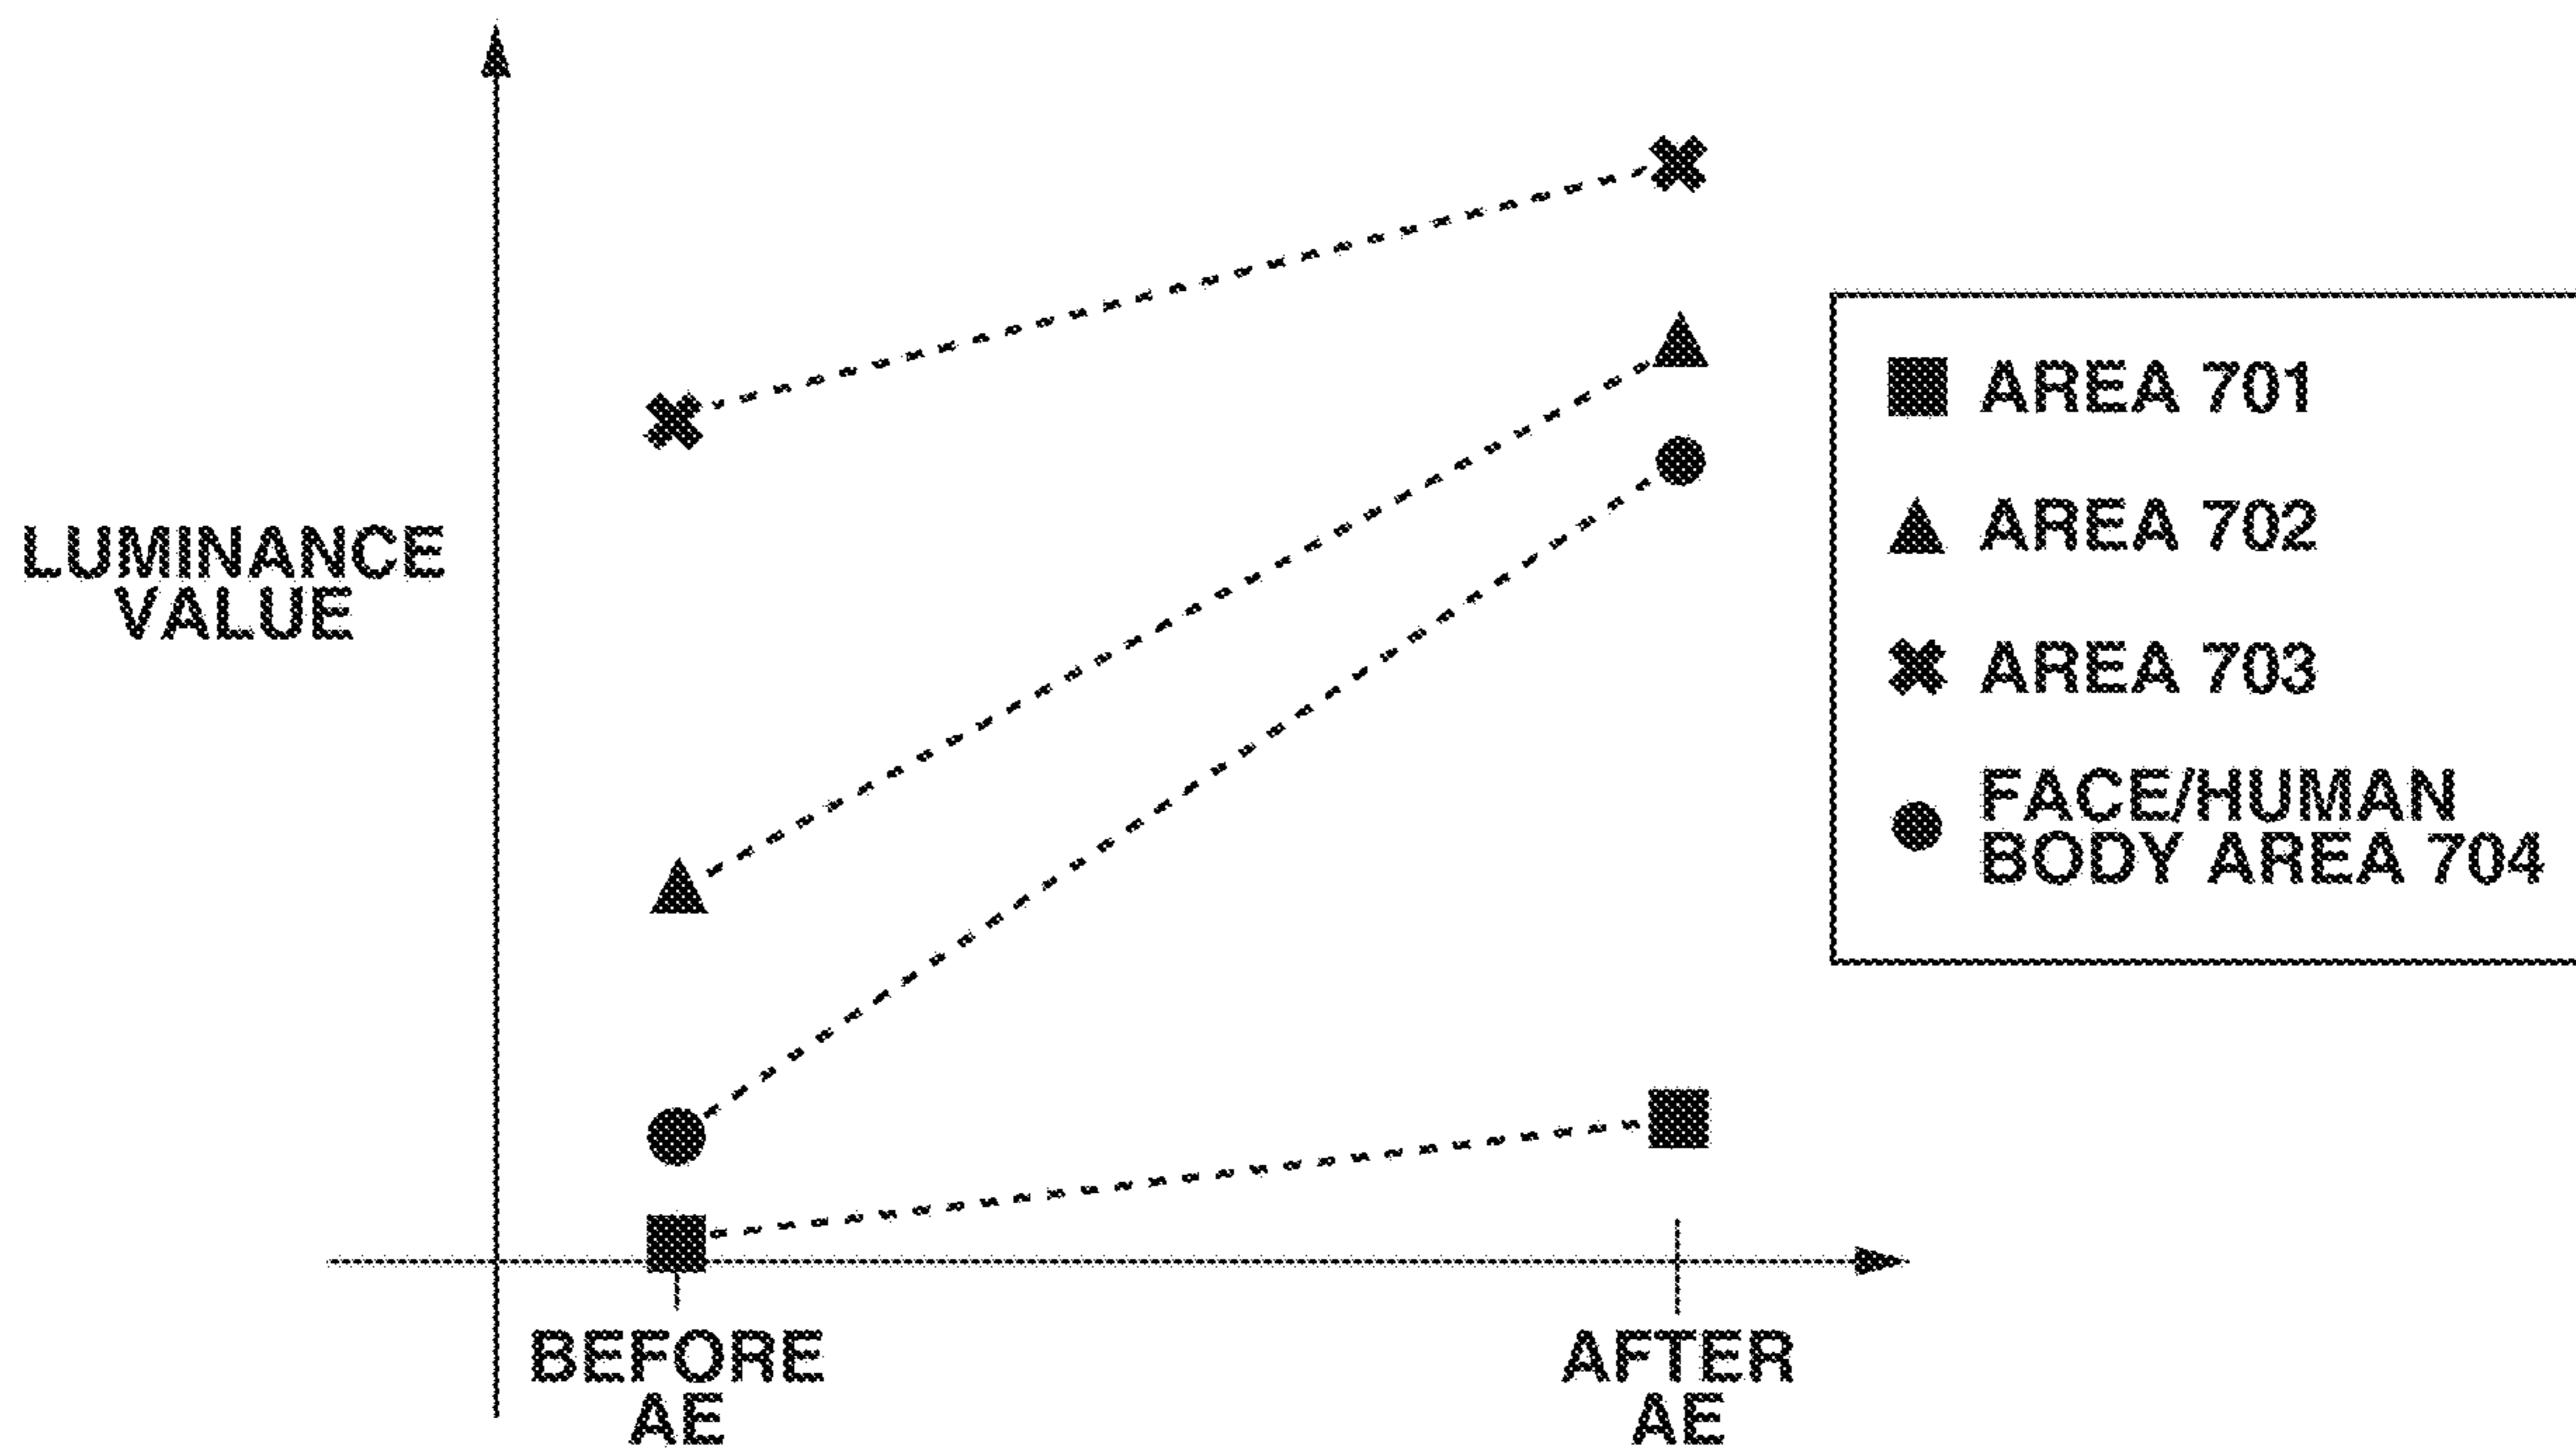 LUMINANCE
VALUE
BEFORE
AE
AFTER
AE
AREA 701
AREA 702
AREA 703
FACE/HUMAN
BODY AREA 704